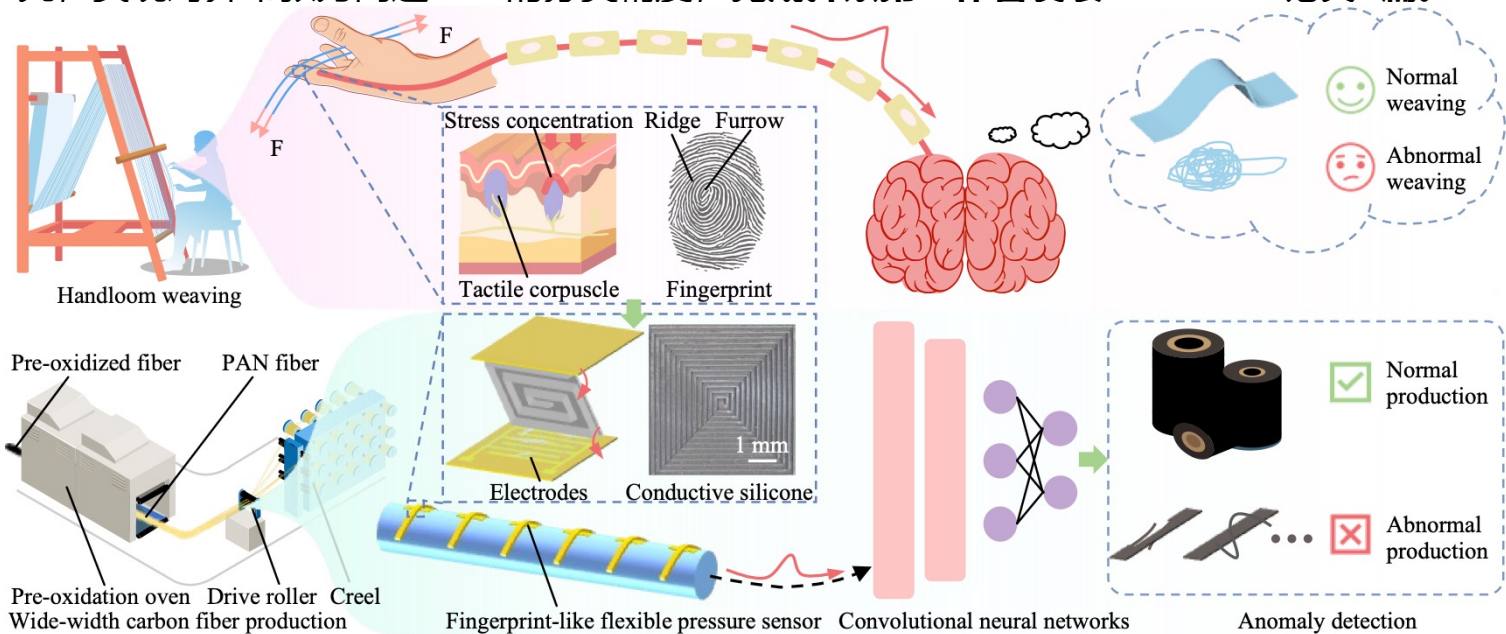 F
F
Stress concentration
Ridge
Furrow
Normal
weaving
Abnormal
weaving
Handloom weaving
Tactile corpuscle
Fingerprint
Pre-oxidized fiber
PAN fiber
Normal
production
1 mm
Electrodes
Conductive silicone
Abnormal
production
Pre-oxidation oven
Drive roller
Creel
Wide-width carbon fiber production
Fingerprint-like flexible pressure sensor
Convolutional neural networks
Anomaly detection